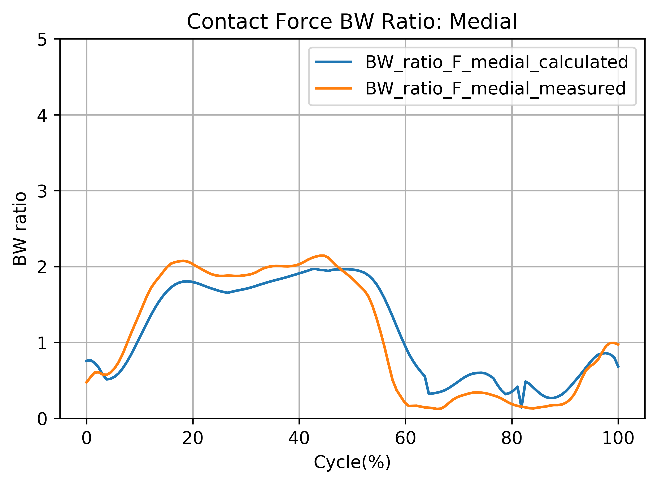 Contact Force BW Ratio: Medial
BW_ratio_F_medial_calculated
BW_ratio_F_medial_measured
5
4
3
2
1
0
BW ratio
0 20 40 60 80 100
Cycle(%)